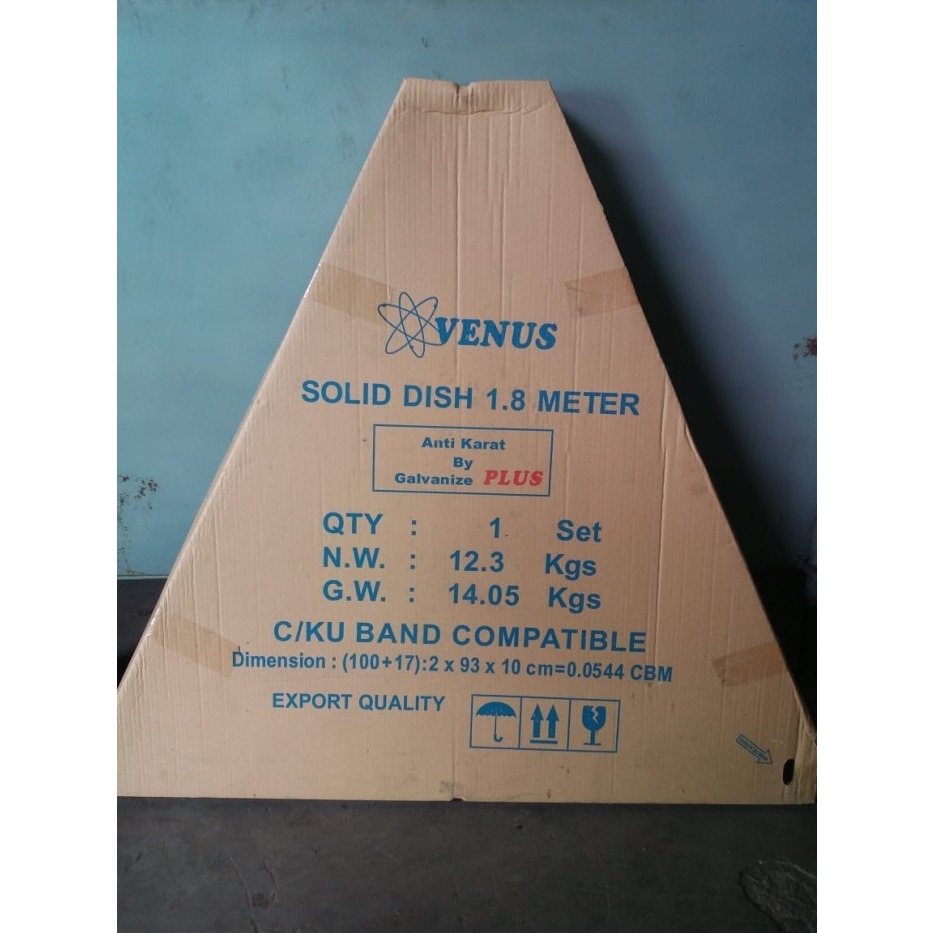 VENUS
SOLID DISH 1.8 METER
Anti Karat
By
Galvanize PLUS
QTY : 1 Set
N.W. : 12.3 Kgs
G.W. : 14.05 Kgs
C/KU BAND COMPATIBLE
Dimension : (100+17):2 x 93 x 10 cm=0.0544 CBM
EXPORT QUALITY